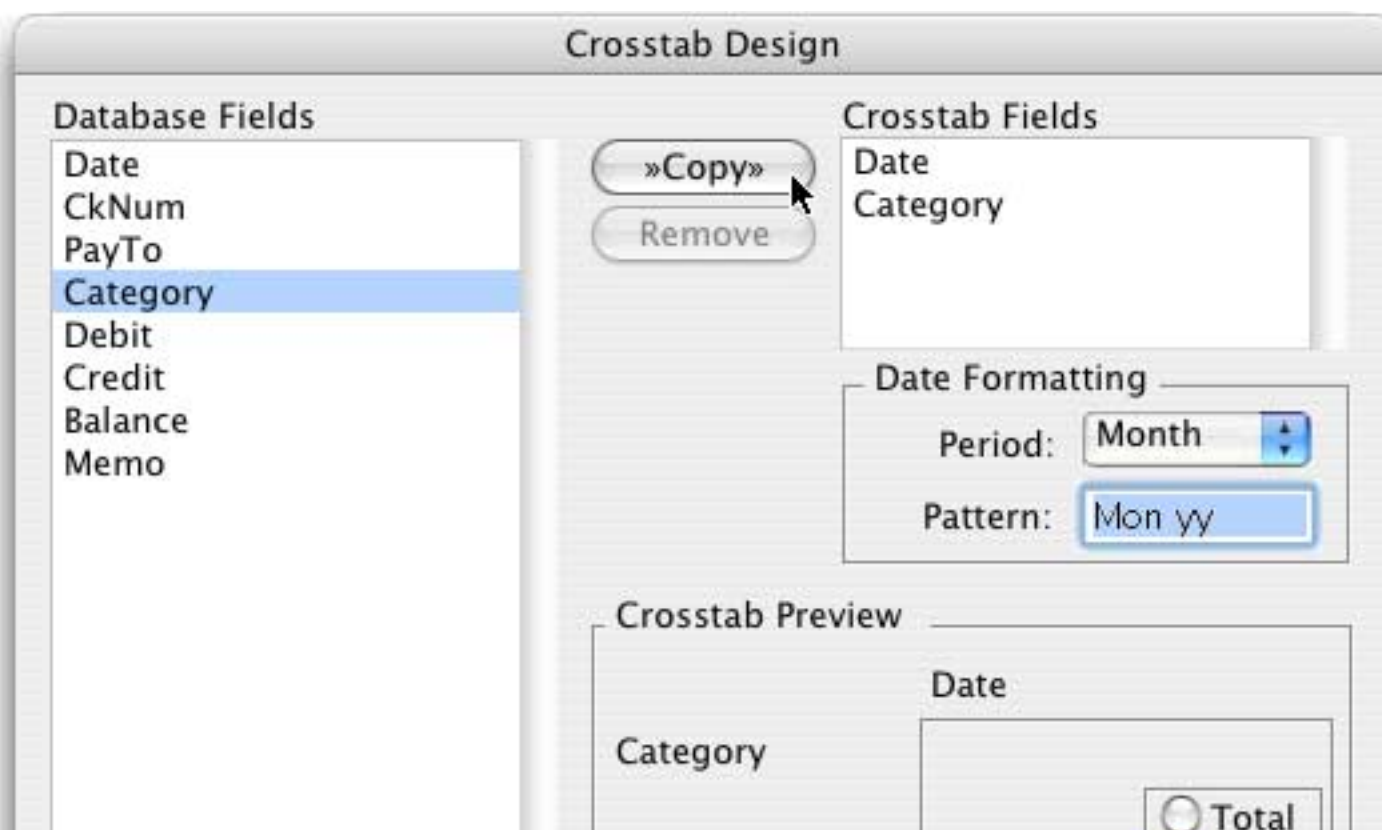 Crosstab Design
Database Fields
Date
CkNum
PayTo
Category
Debit
Credit
Balance
Memo
»Copy»
Remove
Crosstab Fields
Date
Category
Date Formatting
Period: Month
Pattern: Mon yy
Crosstab Preview
Date
Category
Total